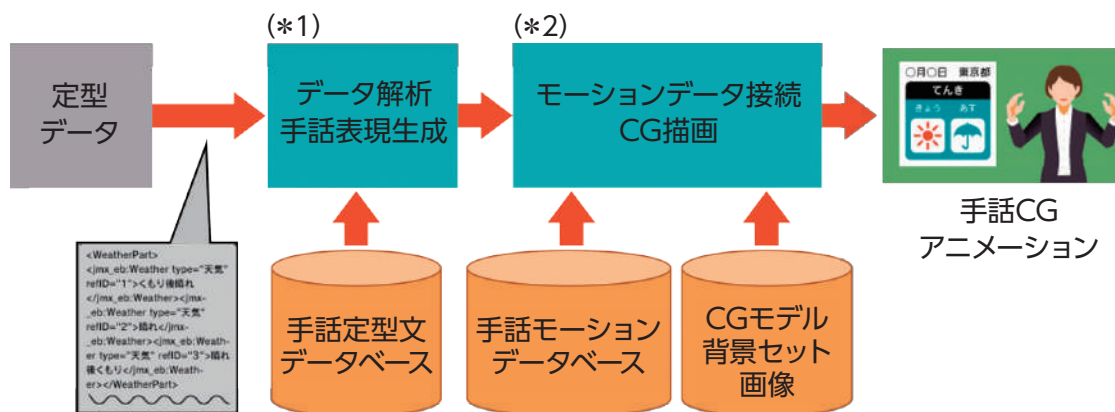 (*1)
(*2)
定型
データ
データ解析
手話表現生成
モーションデータ接続
CG描画
〇月〇日 東京都
てんき
きょう あす
手話CG
アニメーション
<WeatherPart>
<jmx_eb:Weather type="天気"
refID="1">くもり後晴れ
</jmx_eb:Weather><jmx-
_eb:Weather type="天気"
refID="2">晴れ</jmx-
_eb:Weather><jmx_eb:Weath-
er type="天気" refID="3">晴れ
後くもり</jmx_eb:Weath-
er></WeatherPart>
手話定型文
データベース
手話モーション
データベース
CGモデル
背景セット
画像